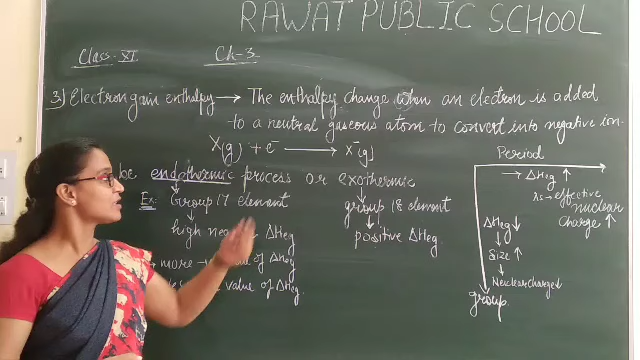 RAWAT PUBLIC SCHOOL
Class-XI Ch-3
3) Electron gain enthalpy → The enthalpy change when an electron is added
to a neutral gaseous atom to convert into negative ion.
X(g) + e⁻ → X⁻(g)
be endothermic process or exothermic
Ex: Group 17 element
high ΔHeg
more → value of ΔHeg
value of ΔHeg.
group 18 element
positive ΔHeg
Period
→ ΔHeg ↑
effective
nuclear
charge ↑
ΔHeg ↓
Size ↑
Nuclear charge ↓
group